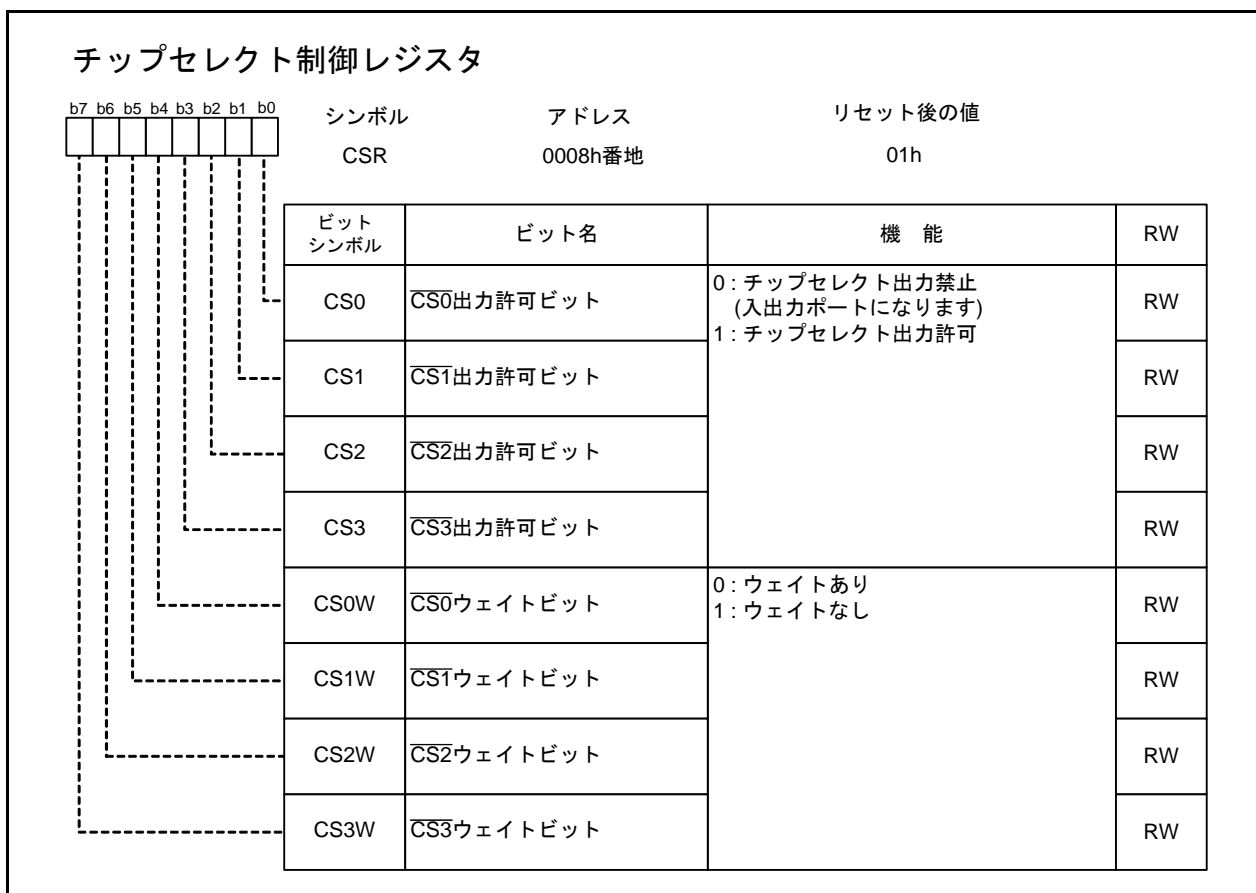 チップセレクト制御レジスタ
b7 b6 b5 b4 b3 b2 b1 b0
シンボル アドレス リセット後の値
CSR 0008h番地 01h
ビット
シンボル
ビット名 機 能 RW
CS0 CS0出力許可ビット
0 : チップセレクト出力禁止
(入出力ポートになります)
1 : チップセレクト出力許可
RW
CS1 CS1出力許可ビット RW
CS2 CS2出力許可ビット RW
CS3 CS3出力許可ビット RW
CS0W CS0ウェイトビット
0 : ウェイトあり
1 : ウェイトなし
RW
CS1W CS1ウェイトビット RW
CS2W CS2ウェイトビット RW
CS3W CS3ウェイトビット RW